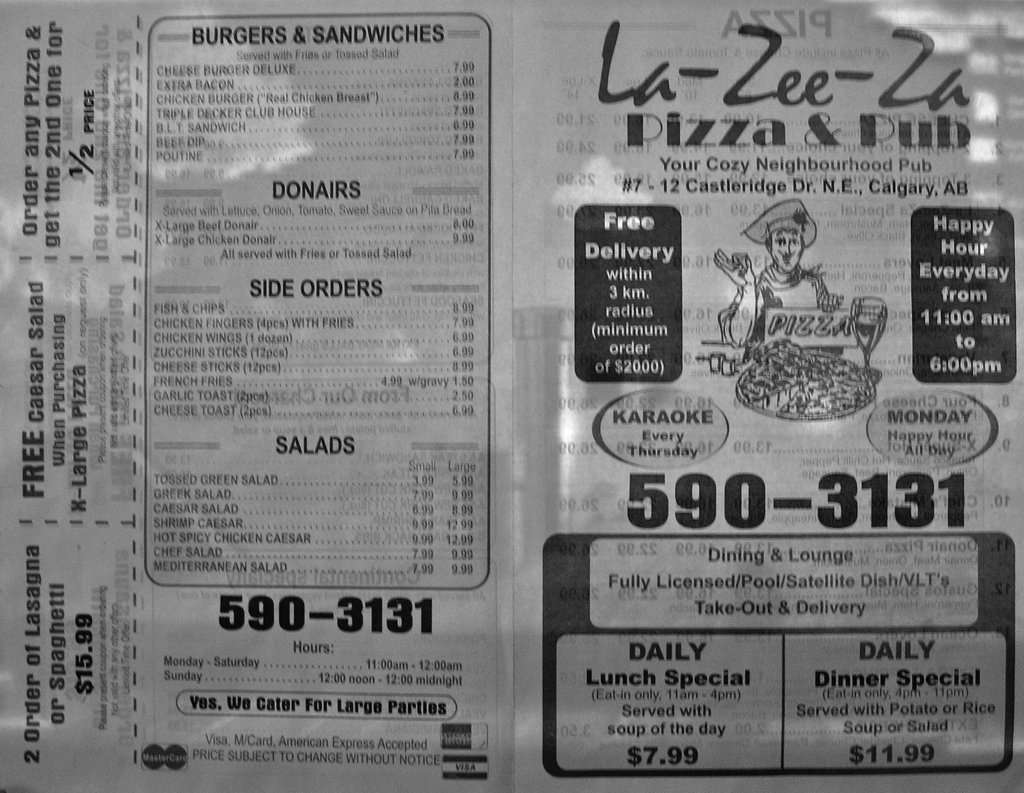 Order any Pizza &
get the 2nd One for
1/2 PRICE
FREE Caesar Salad
When Purchasing
X-Large Pizza
2 Order of Lasagna
or Spaghetti
$15.99
BURGERS & SANDWICHES
Served with Fries or Tossed Salad
CHEESE BURGER DELUXE 7.99
EXTRA BACON 2.00
CHICKEN BURGER ("Real Chicken Breast") 8.99
TRIPLE DECKER CLUB HOUSE 7.99
B.L.T. SANDWICH 6.99
BEEF DIP 7.99
POUTINE 7.99
DONAIRS
Served with Lettuce, Onion, Tomato, Sweet Sauce on Pita Bread
X-Large Beef Donair 8.00
X-Large Chicken Donair 9.99
All served with Fries or Tossed Salad
SIDE ORDERS
FISH & CHIPS 8.99
CHICKEN FINGERS (4pcs) WITH FRIES 7.99
CHICKEN WINGS (1 dozen) 6.99
ZUCCHINI STICKS (12pcs) 6.99
CHEESE STICKS (12pcs) 8.99
FRENCH FRIES 4.99 w/gravy 1.50
GARLIC TOAST (2pcs) 2.50
CHEESE TOAST (2pcs) 6.99
SALADS
Small Large
TOSSED GREEN SALAD 3.99 5.99
GREEK SALAD 7.99 9.99
CAESAR SALAD 6.99 8.99
SHRIMP CAESAR 9.99 12.99
HOT SPICY CHICKEN CAESAR 9.99 12.99
CHEF SALAD 7.99 9.99
MEDITERRANEAN SALAD 7.99 9.99
590-3131
Hours:
Monday - Saturday 11:00am - 12:00am
Sunday 12:00 noon - 12:00 midnight
Yes, We Cater For Large Parties
Visa, M/Card, American Express Accepted
PRICE SUBJECT TO CHANGE WITHOUT NOTICE
MasterCard
VISA
La-Zee-Za
Pizza & Pub
Your Cozy Neighbourhood Pub
#7 - 12 Castleridge Dr. N.E., Calgary, AB
Free
Delivery
within
3 km.
radius
(minimum
order
of $2000)
PIZZA
Happy
Hour
Everyday
from
11:00 am
to
6:00pm
KARAOKE
Every
Thursday
MONDAY
Happy Hour
All Day
590-3131
Dining & Lounge
Fully Licensed/Pool/Satellite Dish/VLT's
Take-Out & Delivery
DAILY
Lunch Special
(Eat-in only, 11am - 4pm)
Served with
soup of the day
$7.99
DAILY
Dinner Special
(Eat-in only, 4pm - 11pm)
Served with Potato or Rice
Soup or Salad
$11.99